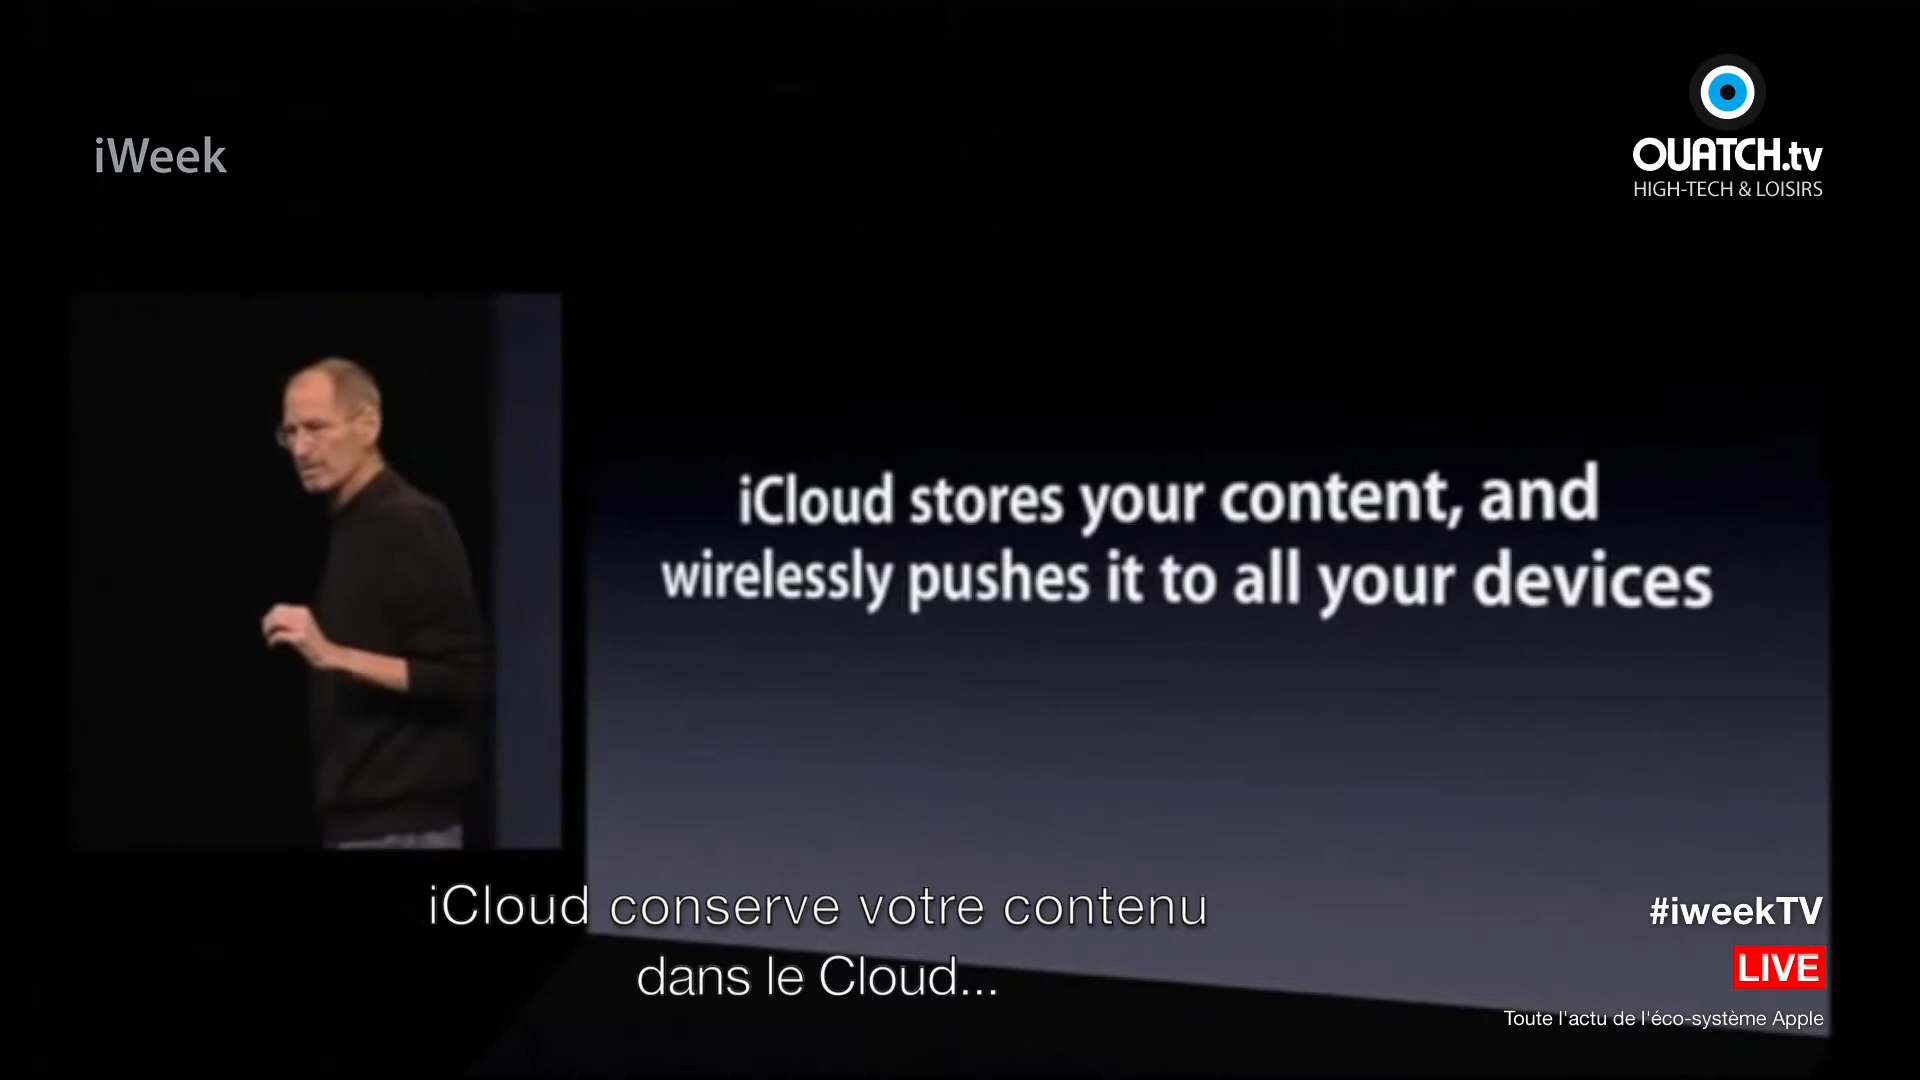 iWeek
OUATCH.tv
HIGH-TECH & LOISIRS
iCloud stores your content, and
wirelessly pushes it to all your devices
iCloud conserve votre contenu
dans le Cloud...
#iweekTV
LIVE
Toute l'actu de l'éco-système Apple